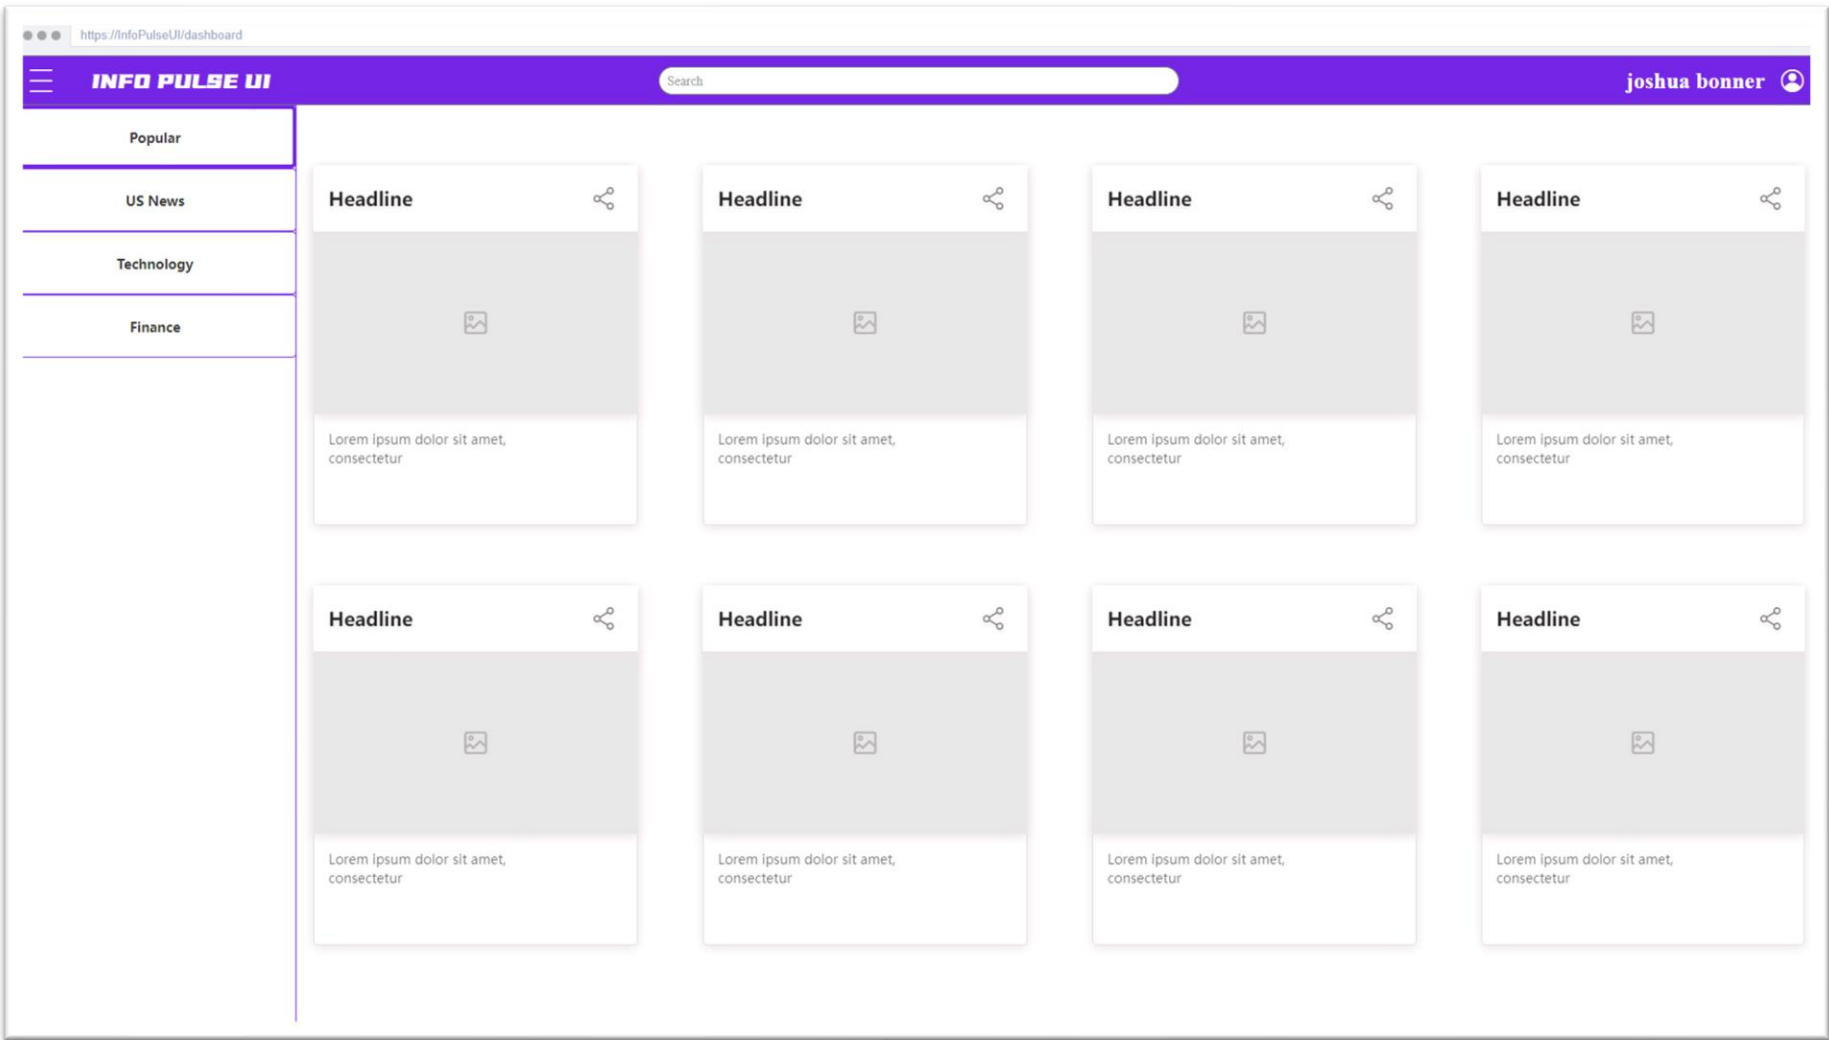 https://InfoPulseUI/dashboard
INFO PULSE UI
Search
joshua bonner
Popular
US News
Technology
Finance
Headline
Headline
Headline
Headline
Lorem ipsum dolor sit amet,
consectetur
Lorem ipsum dolor sit amet,
consectetur
Lorem ipsum dolor sit amet,
consectetur
Lorem ipsum dolor sit amet,
consectetur
Headline
Headline
Headline
Headline
Lorem ipsum dolor sit amet,
consectetur
Lorem ipsum dolor sit amet,
consectetur
Lorem ipsum dolor sit amet,
consectetur
Lorem ipsum dolor sit amet,
consectetur